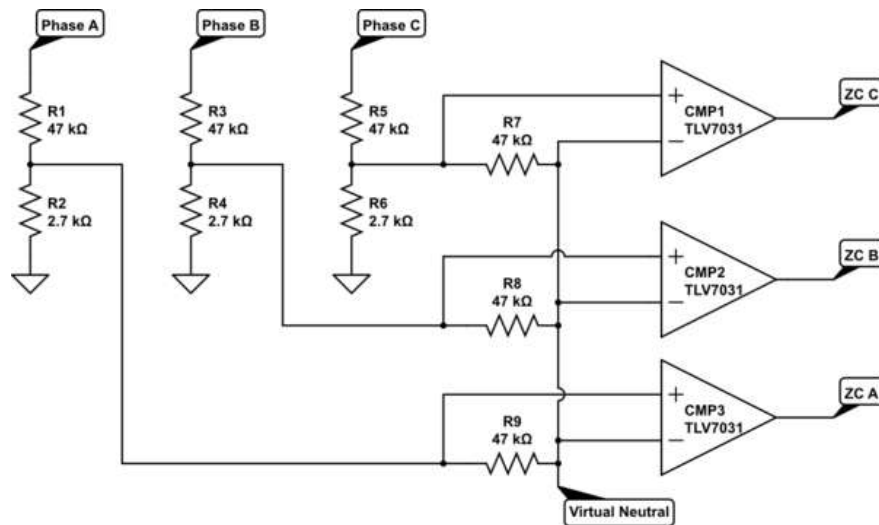 Phase A
Phase B
Phase C
R1
47 kΩ
R3
47 kΩ
R5
47 kΩ
R7
47 kΩ
+
−
CMP1
TLV7031
ZC C
R2
2.7 kΩ
R4
2.7 kΩ
R6
2.7 kΩ
+
−
CMP2
TLV7031
ZC B
R8
47 kΩ
+
−
CMP3
TLV7031
ZC A
R9
47 kΩ
Virtual Neutral